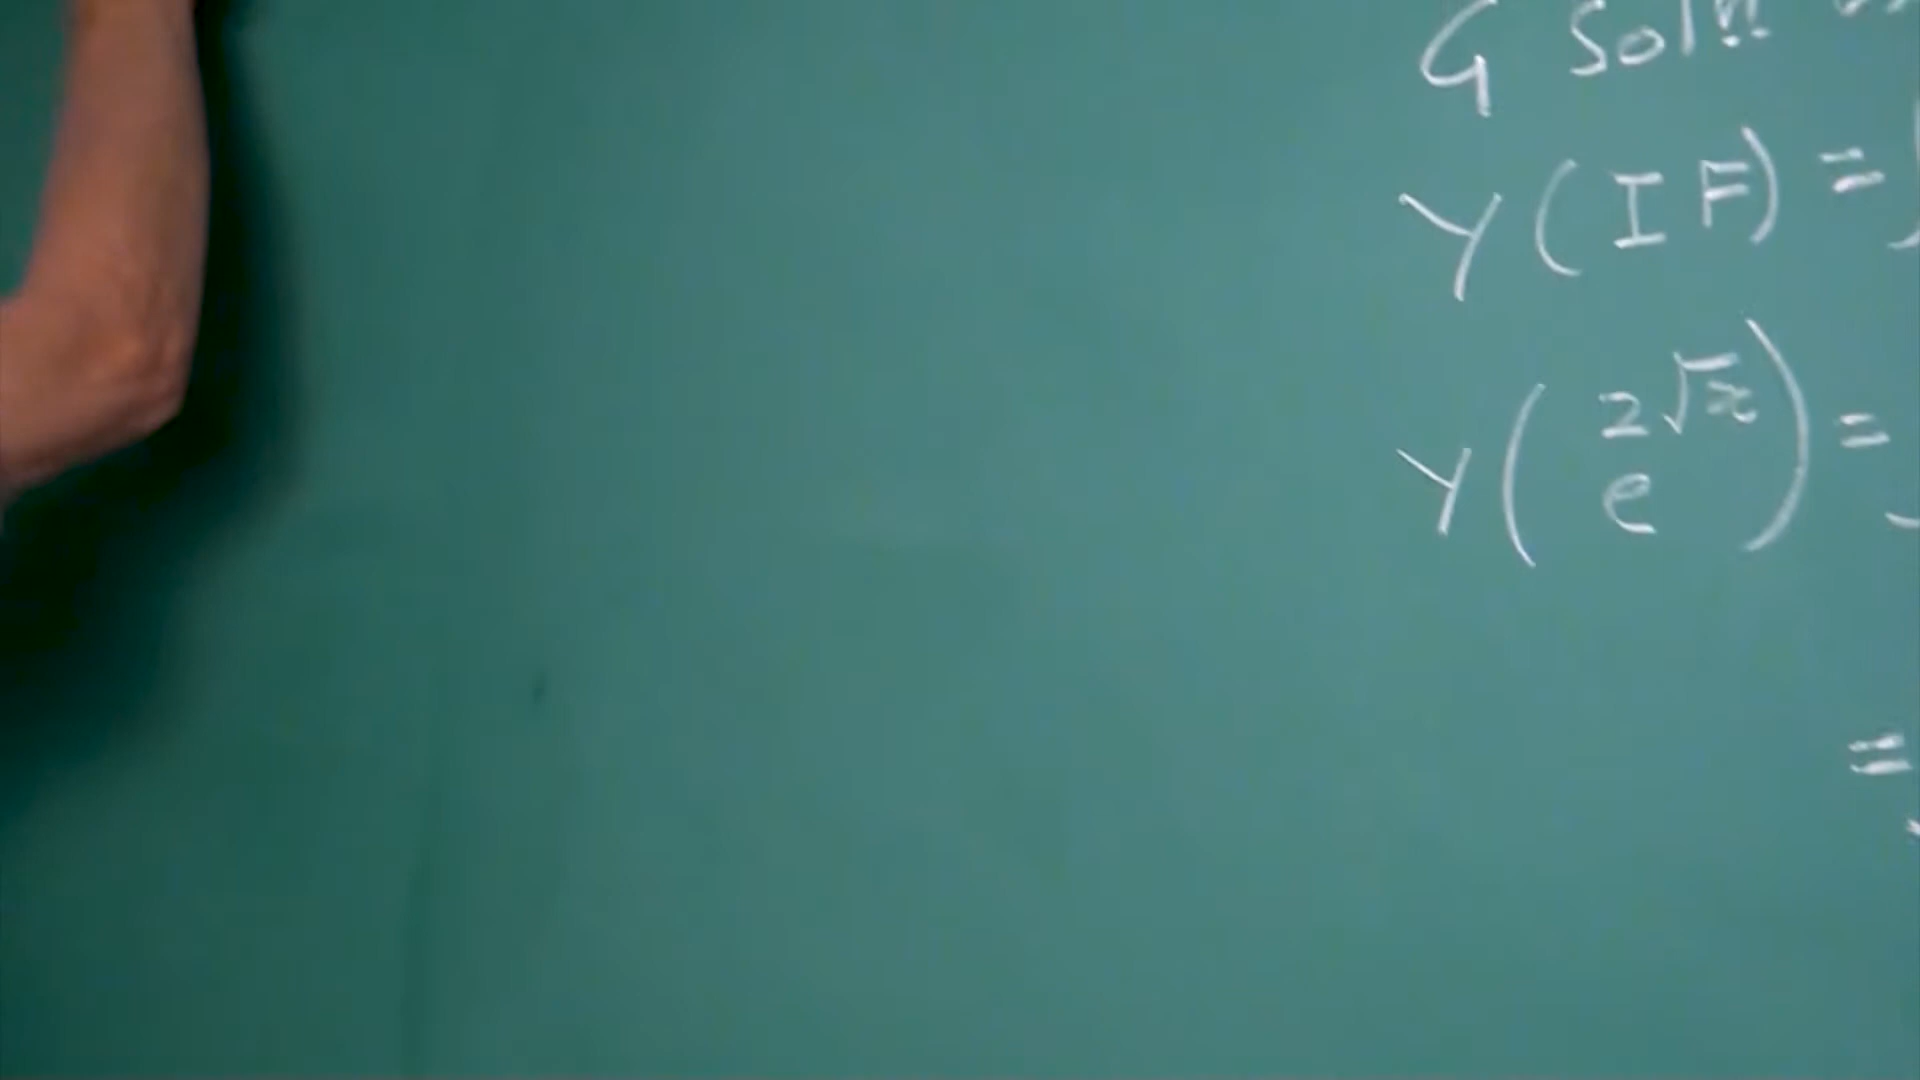 G Soln
Y(IF) =
Y(e^{2√x}) =
=